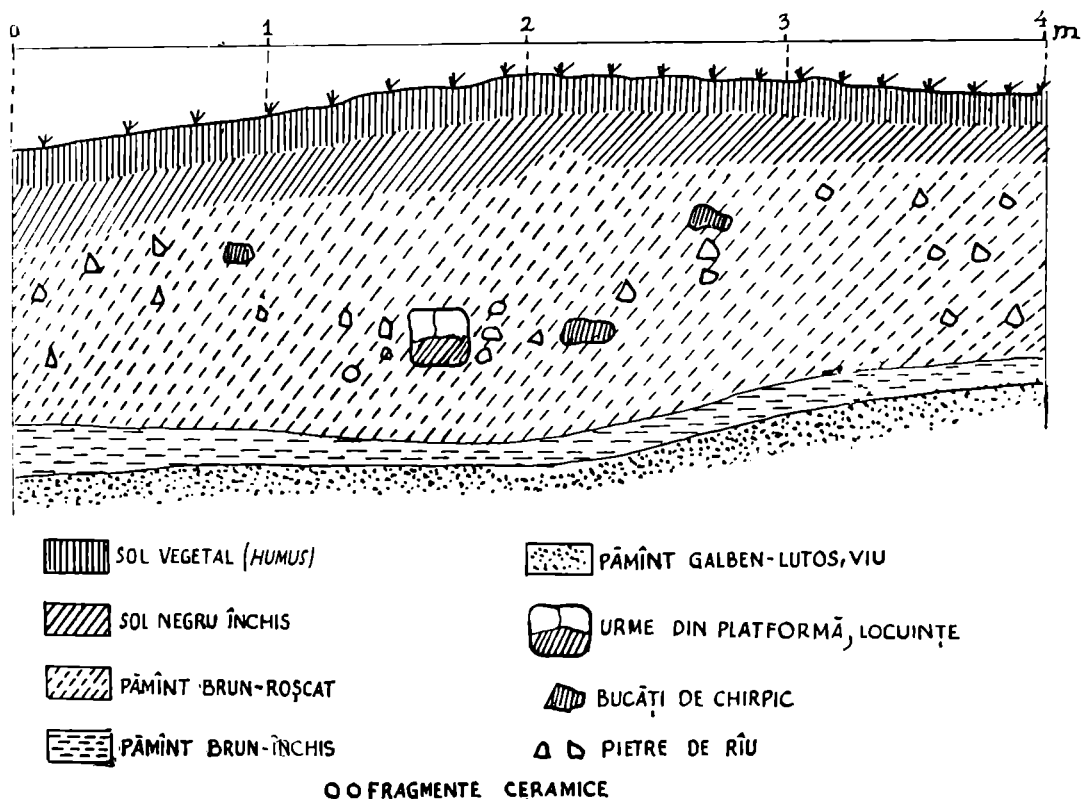 0 1 2 3 4 m
SOL VEGETAL (HUMUS)
SOL NEGRU ÎNCHIS
PĂMÎNT BRUN-ROȘCAT
PĂMÎNT BRUN-ÎNCHIS
PĂMÎNT GALBEN-LUTOS, VIU
URME DIN PLATFORMĂ, LOCUINȚE
BUCĂȚI DE CHIRPIC
PIETRE DE RÎU
FRAGMENTE CERAMICE